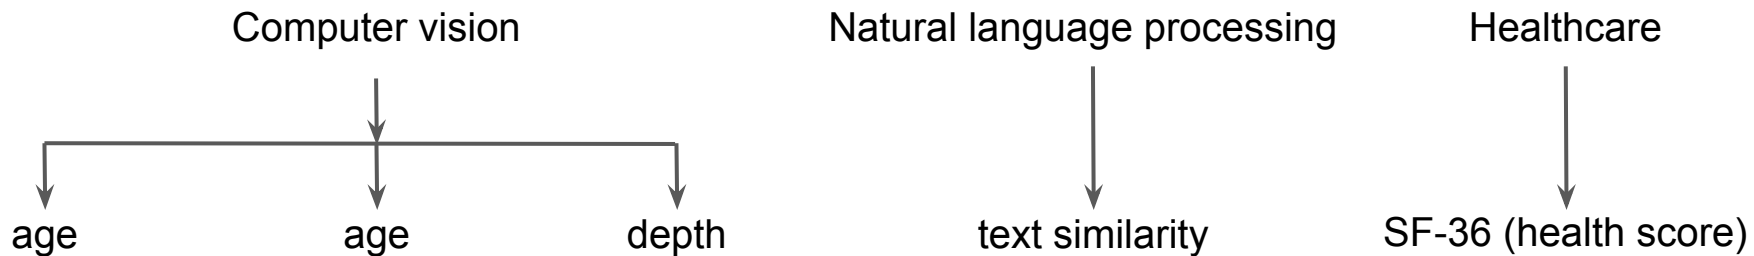 Computer vision
Natural language processing
Healthcare
age
age
depth
text similarity
SF-36 (health score)